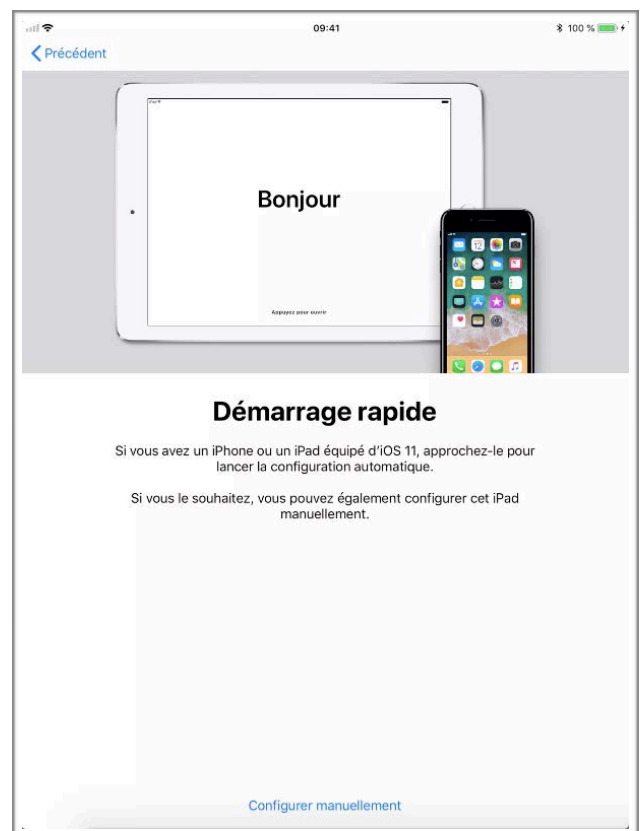 09:41
100 %
Précédent
Bonjour
Appuyez pour ouvrir
Démarrage rapide
Si vous avez un iPhone ou un iPad équipé d'iOS 11, approchez-le pour
lancer la configuration automatique.
Si vous le souhaitez, vous pouvez également configurer cet iPad
manuellement.
Configurer manuellement